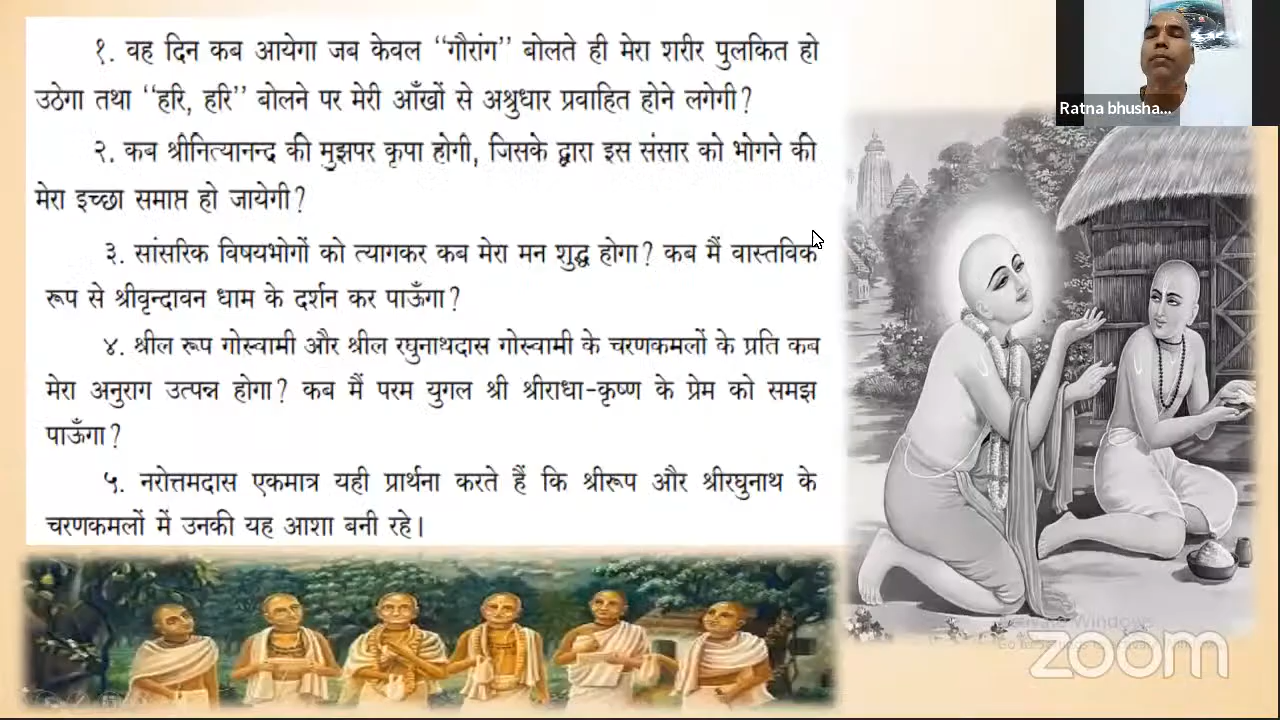 १. वह दिन कब आयेगा जब केवल “गौरांग” बोलते ही मेरा शरीर पुलकित हो
उठेगा तथा “हरि, हरि” बोलने पर मेरी आँखों से अश्रुधार प्रवाहित होने लगेगी?
२. कब श्रीनित्यानन्द की मुझपर कृपा होगी, जिसके द्वारा इस संसार को भोगने की
मेरा इच्छा समाप्त हो जायेगी?
३. सांसरिक विषयभोगों को त्यागकर कब मेरा मन शुद्ध होगा? कब मैं वास्तविक
रूप से श्रीवृन्दावन धाम के दर्शन कर पाऊँगा?
४. श्रील रूप गोस्वामी और श्रील रघुनाथदास गोस्वामी के चरणकमलों के प्रति कब
मेरा अनुराग उत्पन्न होगा? कब मैं परम युगल श्री श्रीराधा-कृष्ण के प्रेम को समझ
पाऊँगा?
५. नरोत्तमदास एकमात्र यही प्रार्थना करते हैं कि श्रीरूप और श्रीरघुनाथ के
चरणकमलों में उनकी यह आशा बनी रहे।
Ratna bhusha...
zoom